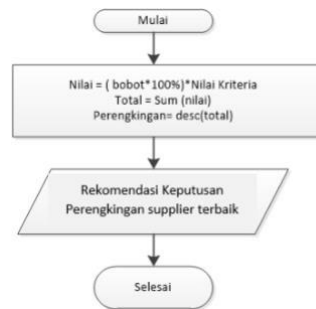 Mulai
Nilai = ( bobot*100%)*Nilai Kriteria
Total = Sum (nilai)
Perengkingan= desc(total)
Rekomendasi Keputusan
Perengkingan supplier terbaik
Selesai